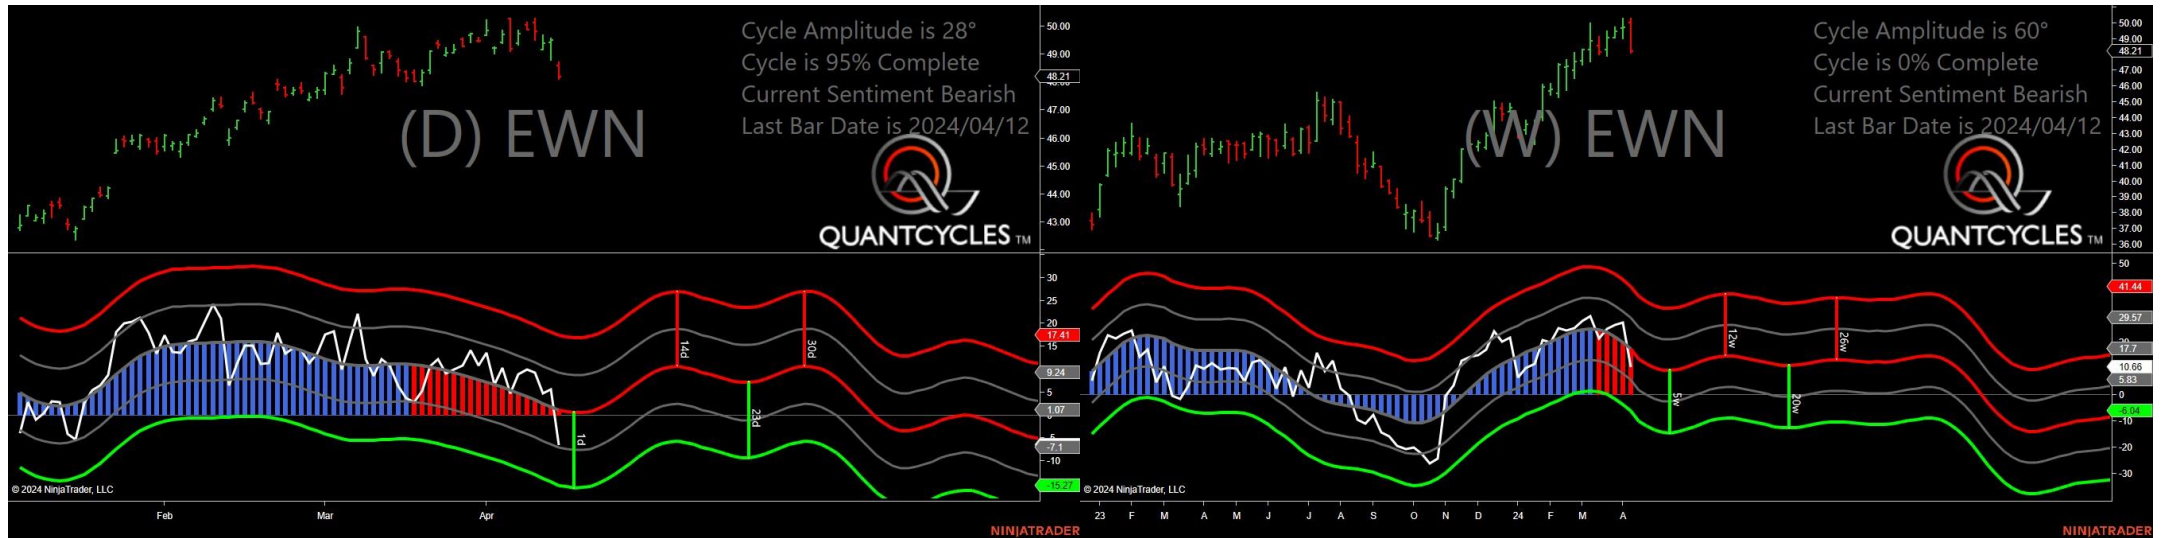 Cycle Amplitude is 28°
Cycle is 95% Complete
Current Sentiment Bearish
Last Bar Date is 2024/04/12
(D) EWN
QUANTCYCLES TM
50.00
49.00
48.21
47.00
46.00
45.00
44.00
43.00
30
25
20
17.41
15
9.24
5
1.07
-7.1
-10
-15.27
14d
30d
1d
23d
© 2024 NinjaTrader, LLC
Feb Mar Apr
NINJATRADER
Cycle Amplitude is 60°
Cycle is 0% Complete
Current Sentiment Bearish
Last Bar Date is 2024/04/12
(W) EWN
QUANTCYCLES TM
50.00
49.00
48.21
47.00
46.00
45.00
44.00
43.00
42.00
41.00
40.00
39.00
38.00
37.00
36.00
50
41.44
29.57
17.7
10.66
5.83
0
-6.04
-10
-20
-30
12w
26w
5w
20w
© 2024 NinjaTrader, LLC
23 F M A M J J A S O N D 24 F M A
NINJATRADER